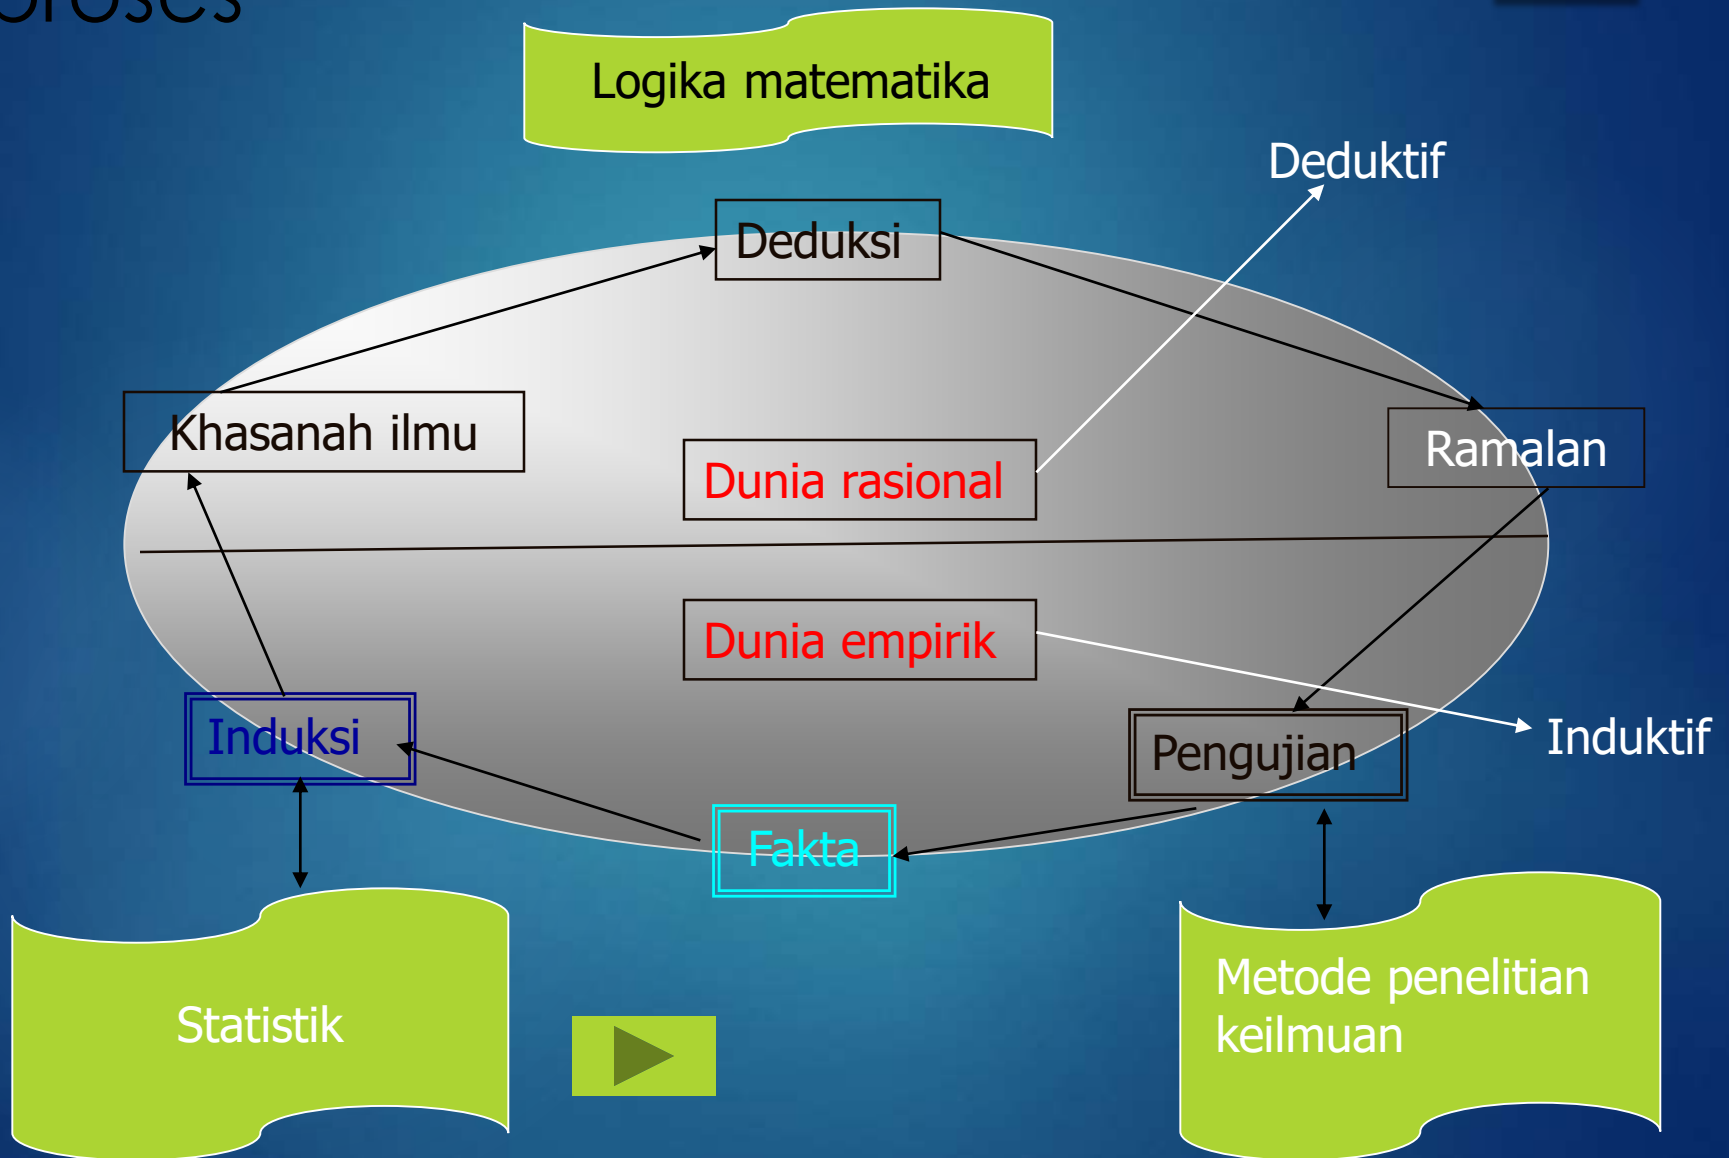 proses
Logika matematika
Deduktif
Deduksi
Khasanah ilmu
Ramalan
Dunia rasional
Dunia empirik
Induksi
Pengujian
Induktif
Fakta
Statistik
Metode penelitian
keilmuan